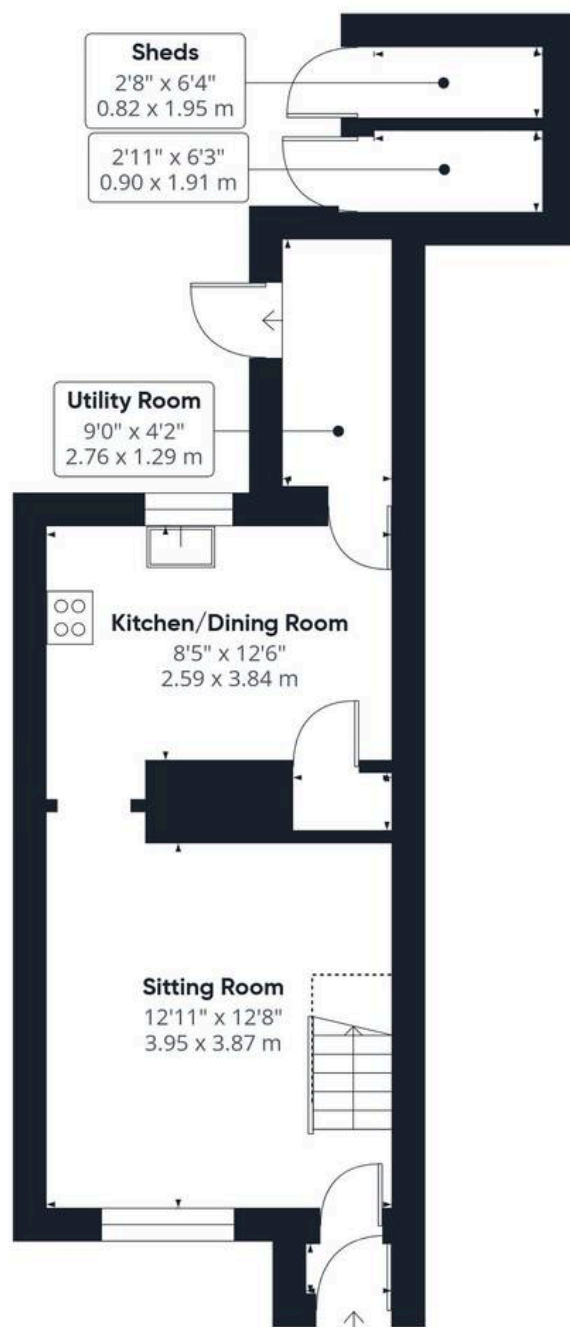 Sheds
2'8" x 6'4"
0.82 x 1.95 m
2'11" x 6'3"
0.90 x 1.91 m
Utility Room
9'0" x 4'2"
2.76 x 1.29 m
Kitchen/Dining Room
8'5" x 12'6"
2.59 x 3.84 m
Sitting Room
12'11" x 12'8"
3.95 x 3.87 m